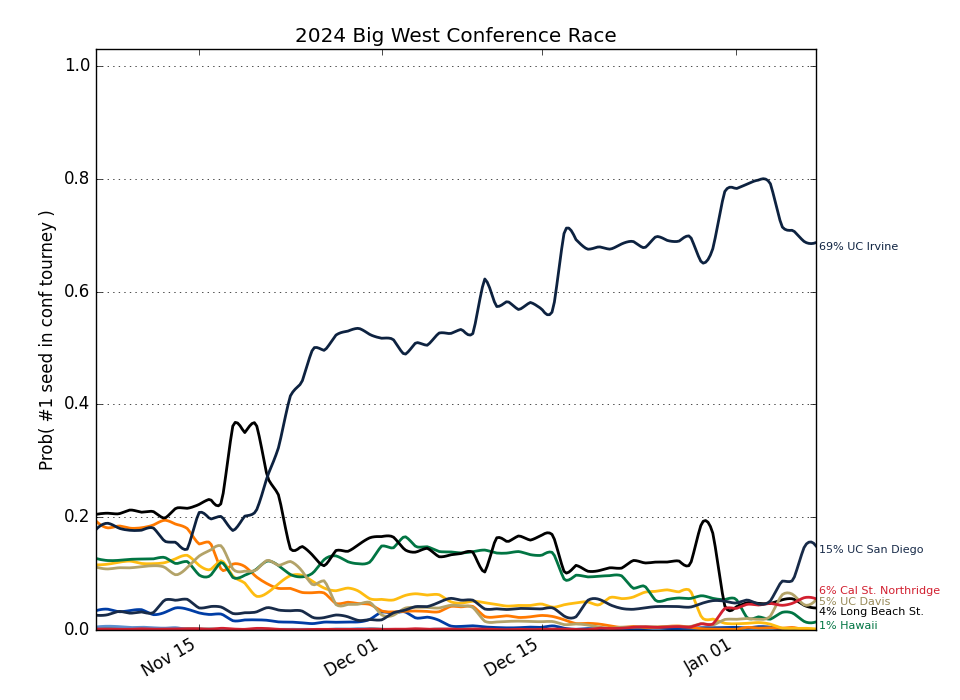 2024 Big West Conference Race
Prob( #1 seed in conf tourney )
1.0
0.8
0.6
0.4
0.2
0.0
Nov 15
Dec 01
Dec 15
Jan 01
69% UC Irvine
15% UC San Diego
6% Cal St. Northridge
5% UC Davis
4% Long Beach St.
1% Hawaii